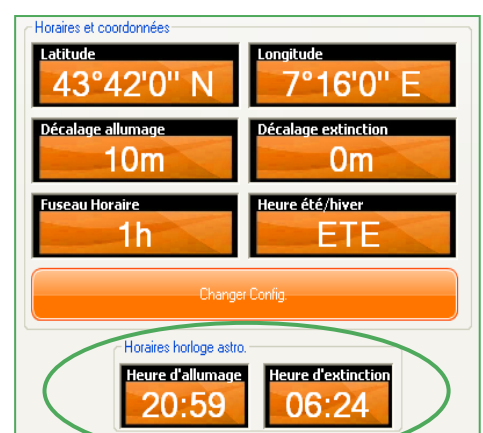 Horaires et coordonnées
Latitude
43°42'0'' N
Longitude
7°16'0'' E
Décalage allumage
10m
Décalage extinction
0m
Fuseau Horaire
1h
Heure été/hiver
ETE
Changer Config.
Horaires horloge astro.
Heure d'allumage
20:59
Heure d'extinction
06:24